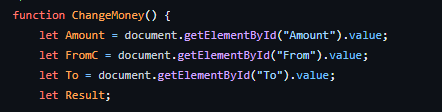 function ChangeMoney() {
let Amount = document.getElementById("Amount").value;
let FromC = document.getElementById("From").value;
let To = document.getElementById("To").value;
let Result;